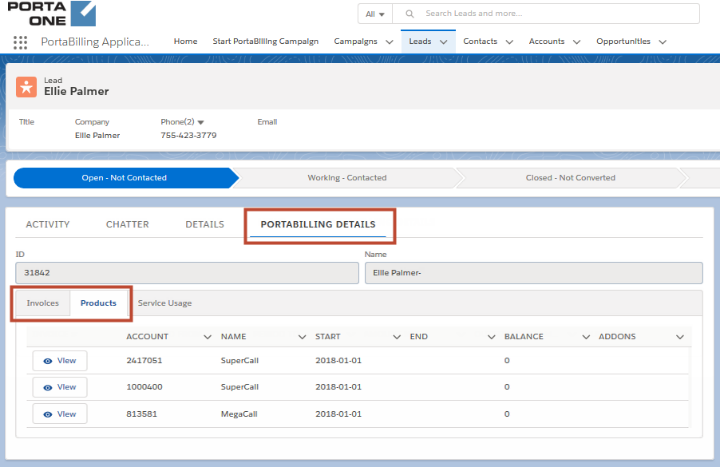 PORTA
ONE
All
Search Leads and more...
PortaBilling Applica... Home Start PortaBilling Campaign Campaigns Leads Contacts Accounts Opportunities
Lead
Ellie Palmer
Title Company Phone(2) Email
Ellie Palmer 755-423-3779
Open - Not Contacted Working - Contacted Closed - Not Converted
ACTIVITY CHATTER DETAILS PORTABILLING DETAILS
ID Name
31842 Ellie Palmer-
Invoices Products Service Usage
ACCOUNT NAME START END BALANCE ADDONS
View 2417051 SuperCall 2018-01-01 0
View 1000400 SuperCall 2018-01-01 0
View 813581 MegaCall 2018-01-01 0